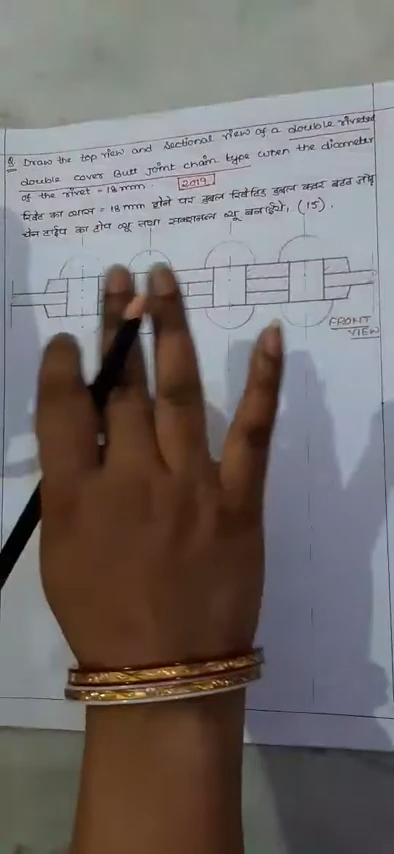 Q Draw the top view and Sectional view of a double riveted
double cover Butt Joint chain type when the diameter
of the rivet = 18 mm. 2019
रिवेट का व्यास = 18 mm होने पर डबल रिवेटिड डबल कवर बटन जोड़
चेन टाईप का टोप व्यू तथा सेक्शनल व्यू बनाईये, (15).
FRONT
VIEW